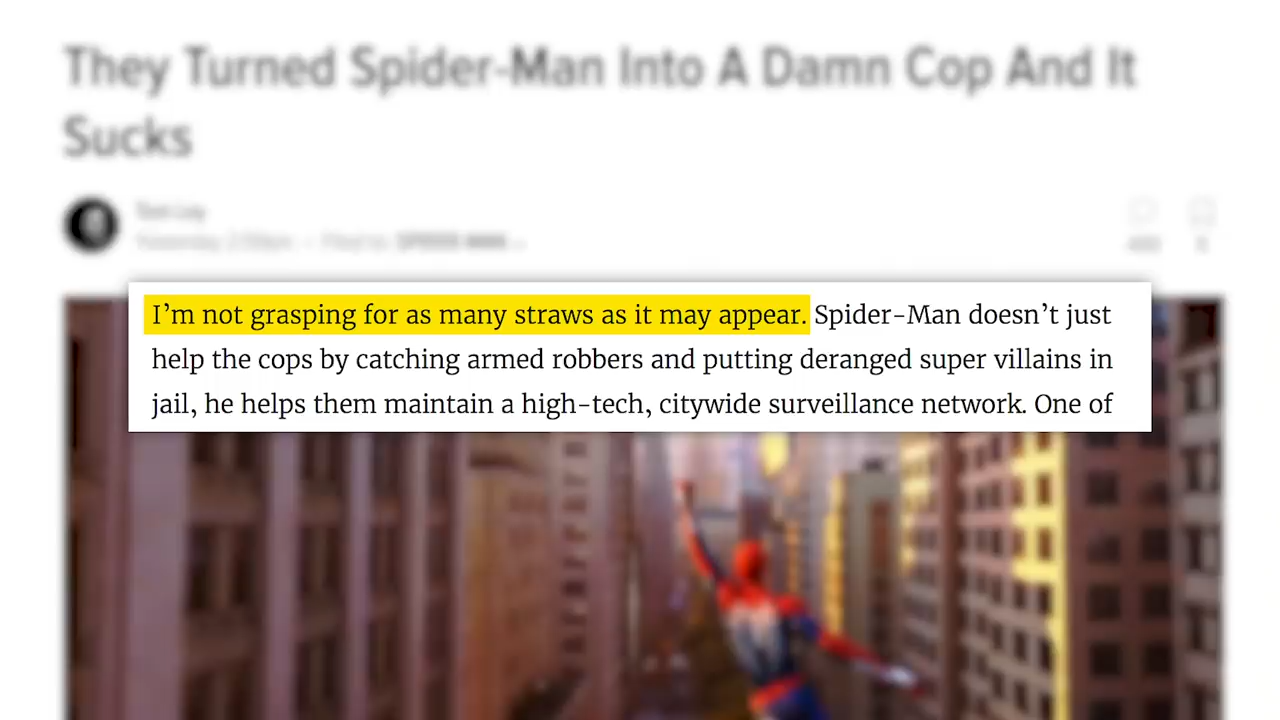 They Turned Spider-Man Into A Damn Cop And It
Sucks
I’m not grasping for as many straws as it may appear. Spider-Man doesn’t just
help the cops by catching armed robbers and putting deranged super villains in
jail, he helps them maintain a high-tech, citywide surveillance network. One of